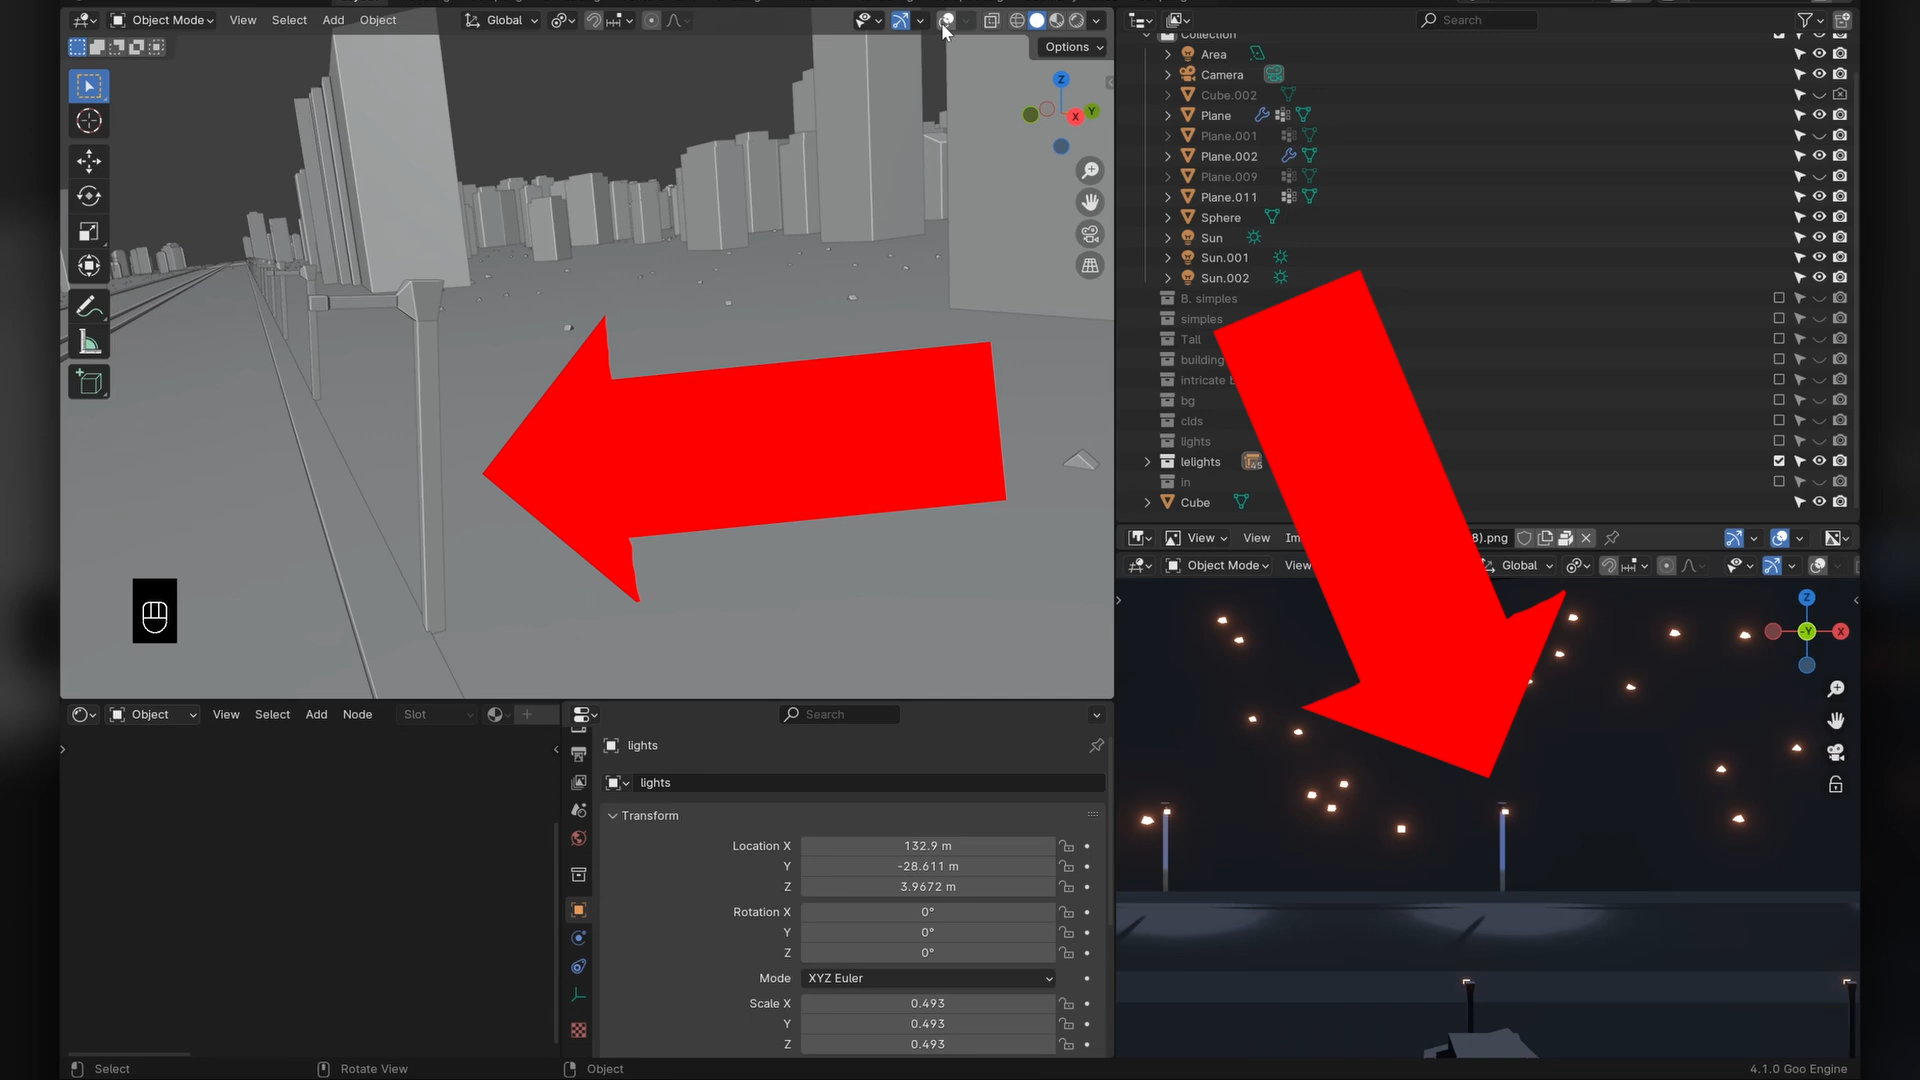 Object Mode View Select Add Object Global
Options
Z
Y
X
Search
Collection
Area
Camera
Cube.002
Plane
Plane.001
Plane.002
Plane.009
Plane.011
Sphere
Sun
Sun.001
Sun.002
B. simples
simples
Tall
building
intricate b
bg
clds
lights
lelights 45
in
Cube
View View Im 8).png
Object Mode View Global
Z
-Y
X
Object View Select Add Node Slot
Search
lights
lights
Transform
Location X 132.9 m
Y -28.611 m
Z 3.9672 m
Rotation X 0°
Y 0°
Z 0°
Mode XYZ Euler
Scale X 0.493
Y 0.493
Z 0.493
Select Rotate View Object 4.1.0 Goo Engine